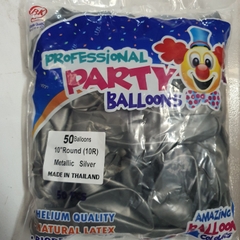 PROFESSIONAL
PARTY
BALLOONS
50 Balloons
10"Round (10R)
Metallic Silver
MADE IN THAILAND
HELIUM QUALITY
NATURAL LATEX
AMAZING
BALLOON